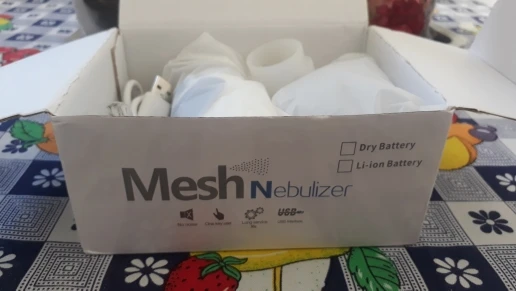 Mesh Nebulizer
Dry Battery
Li-ion Battery
USB